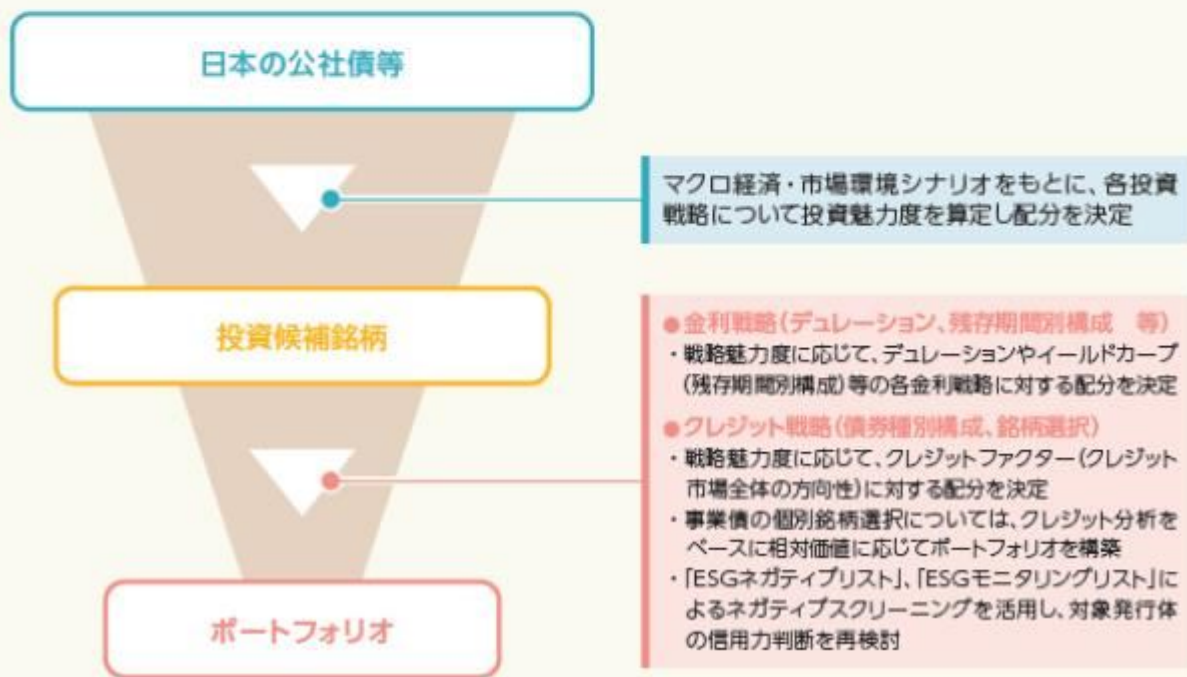 日本の公社債等
マクロ経済・市場環境シナリオをもとに、各投資
戦略について投資魅力度を算定し配分を決定
投資候補銘柄
●金利戦略(デュレーション、残存期間別構成　等)
・戦略魅力度に応じて、デュレーションやイールドカーブ
(残存期間別構成)等の各金利戦略に対する配分を決定
●クレジット戦略(債券種別構成、銘柄選択)
・戦略魅力度に応じて、クレジットファクター(クレジット
市場全体の方向性)に対する配分を決定
・事業債の個別銘柄選択については、クレジット分析を
ベースに相対価値に応じてポートフォリオを構築
・「ESGネガティブリスト」、「ESGモニタリングリスト」に
よるネガティブスクリーニングを活用し、対象発行体
の信用力判断を再検討
ポートフォリオ